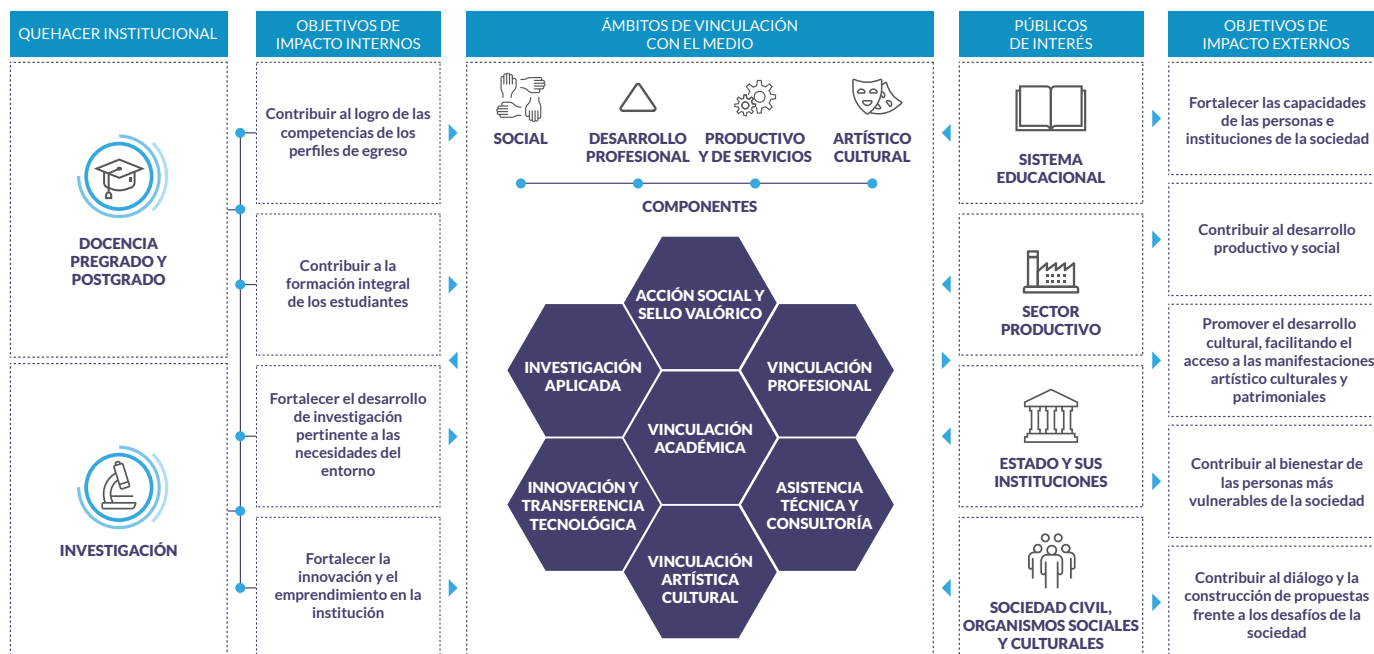 QUEHACER INSTITUCIONAL
DOCENCIA
PREGRADO Y
POSTGRADO
INVESTIGACIÓN
OBJETIVOS DE
IMPACTO INTERNOS
Contribuir al logro de las
competencias de los
perfiles de egreso
Contribuir a la
formación integral
de los estudiantes
Fortalecer el desarrollo
de investigación
pertinente a las
necesidades del
entorno
Fortalecer la
innovación y el
emprendimiento en la
institución
ÁMBITOS DE VINCULACIÓN
CON EL MEDIO
SOCIAL
DESARROLLO
PROFESIONAL
PRODUCTIVO
Y DE SERVICIOS
ARTÍSTICO
CULTURAL
COMPONENTES
ACCIÓN SOCIAL Y
SELLO VALÓRICO
INVESTIGACIÓN
APLICADA
VINCULACIÓN
PROFESIONAL
VINCULACIÓN
ACADÉMICA
INNOVACIÓN Y
TRANSFERENCIA
TECNOLÓGICA
ASISTENCIA
TÉCNICA Y
CONSULTORÍA
VINCULACIÓN
ARTÍSTICA
CULTURAL
PÚBLICOS
DE INTERÉS
SISTEMA
EDUCACIONAL
SECTOR
PRODUCTIVO
ESTADO Y SUS
INSTITUCIONES
SOCIEDAD CIVIL,
ORGANISMOS SOCIALES
Y CULTURALES
OBJETIVOS DE
IMPACTO EXTERNOS
Fortalecer las capacidades
de las personas e
instituciones de la sociedad
Contribuir al desarrollo
productivo y social
Promover el desarrollo
cultural, facilitando el
acceso a las manifestaciones
artístico culturales y
patrimoniales
Contribuir al bienestar de
las personas más
vulnerables de la sociedad
Contribuir al diálogo y la
construcción de propuestas
frente a los desafíos de la
sociedad